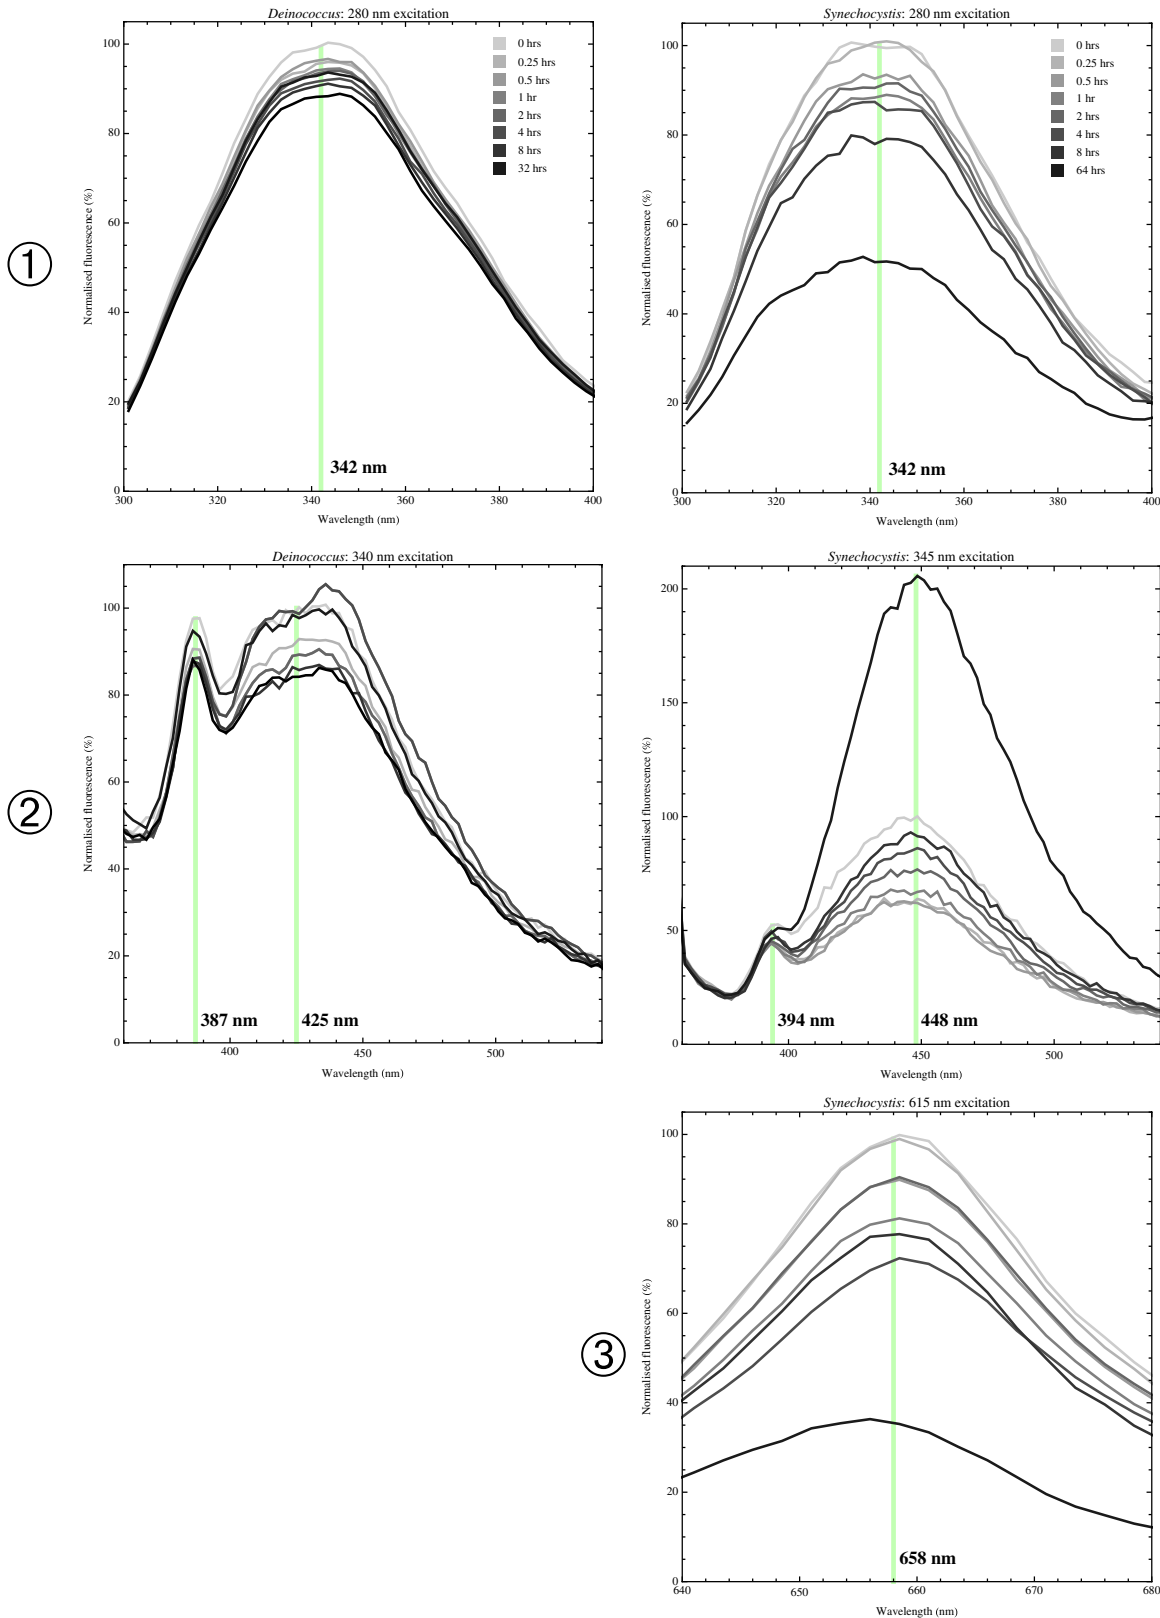 Deinococcus: 280 nm excitation
Normalised fluorescence (%)
100
80
60
40
20
0
300 320 340 360 380 400
Wavelength (nm)
342 nm
0 hrs
0.25 hrs
0.5 hrs
1 hr
2 hrs
4 hrs
8 hrs
32 hrs
Synechocystis: 280 nm excitation
Normalised fluorescence (%)
100
80
60
40
20
0
300 320 340 360 380 400
Wavelength (nm)
342 nm
0 hrs
0.25 hrs
0.5 hrs
1 hr
2 hrs
4 hrs
8 hrs
64 hrs
①
Deinococcus: 340 nm excitation
Normalised fluorescence (%)
100
80
60
40
20
0
400 450 500
Wavelength (nm)
387 nm
425 nm
Synechocystis: 345 nm excitation
Normalised fluorescence (%)
200
150
100
50
0
400 450 500
Wavelength (nm)
394 nm
448 nm
②
Synechocystis: 615 nm excitation
Normalised fluorescence (%)
100
80
60
40
20
0
640 650 660 670 680
Wavelength (nm)
658 nm
③